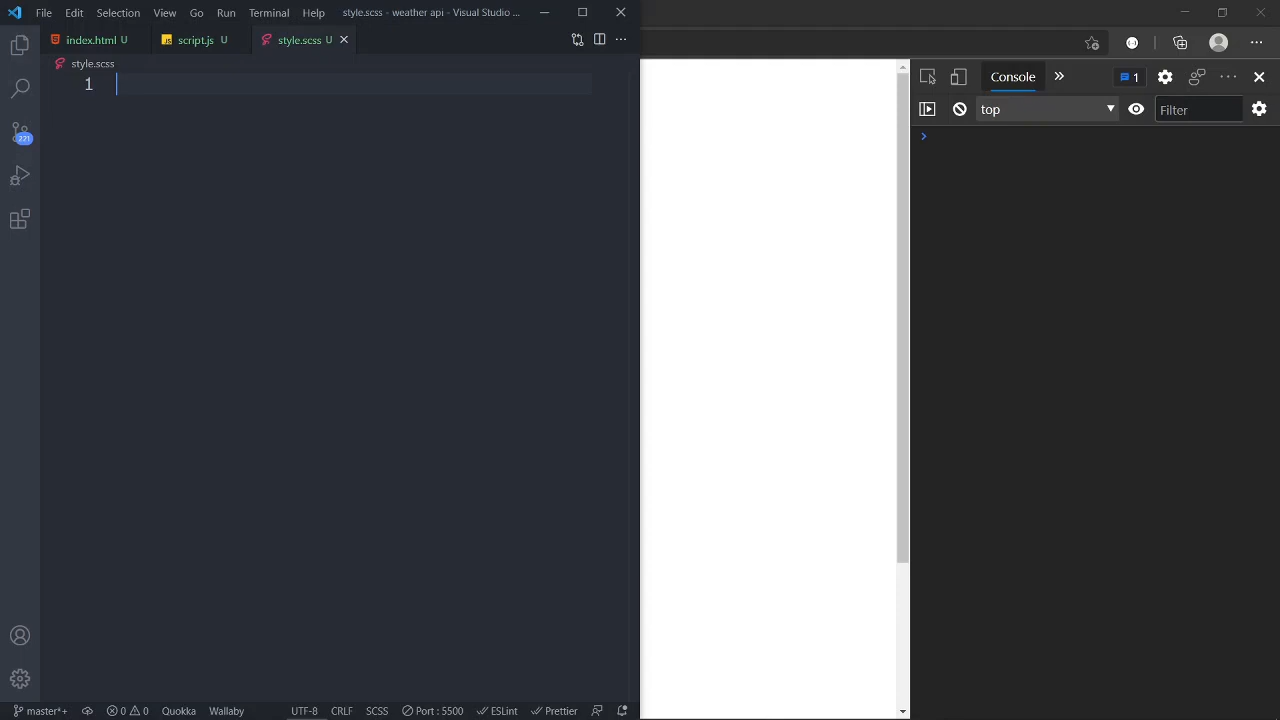 File Edit Selection View Go Run Terminal Help style.scss - weather api - Visual Studio ...
index.html U script.js U style.scss U
style.scss
1
Console 1
top Filter
221
master*+ 0 0 Quokka Wallaby UTF-8 CRLF SCSS Port : 5500 ESLint Prettier